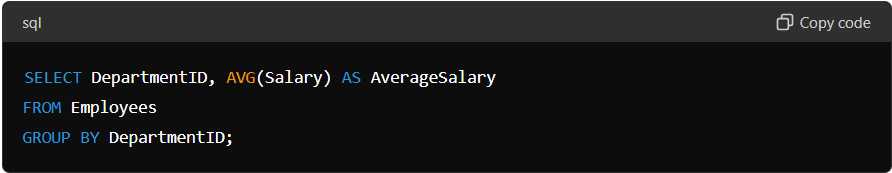 sql
Copy code
SELECT DepartmentID, AVG(Salary) AS AverageSalary
FROM Employees
GROUP BY DepartmentID;